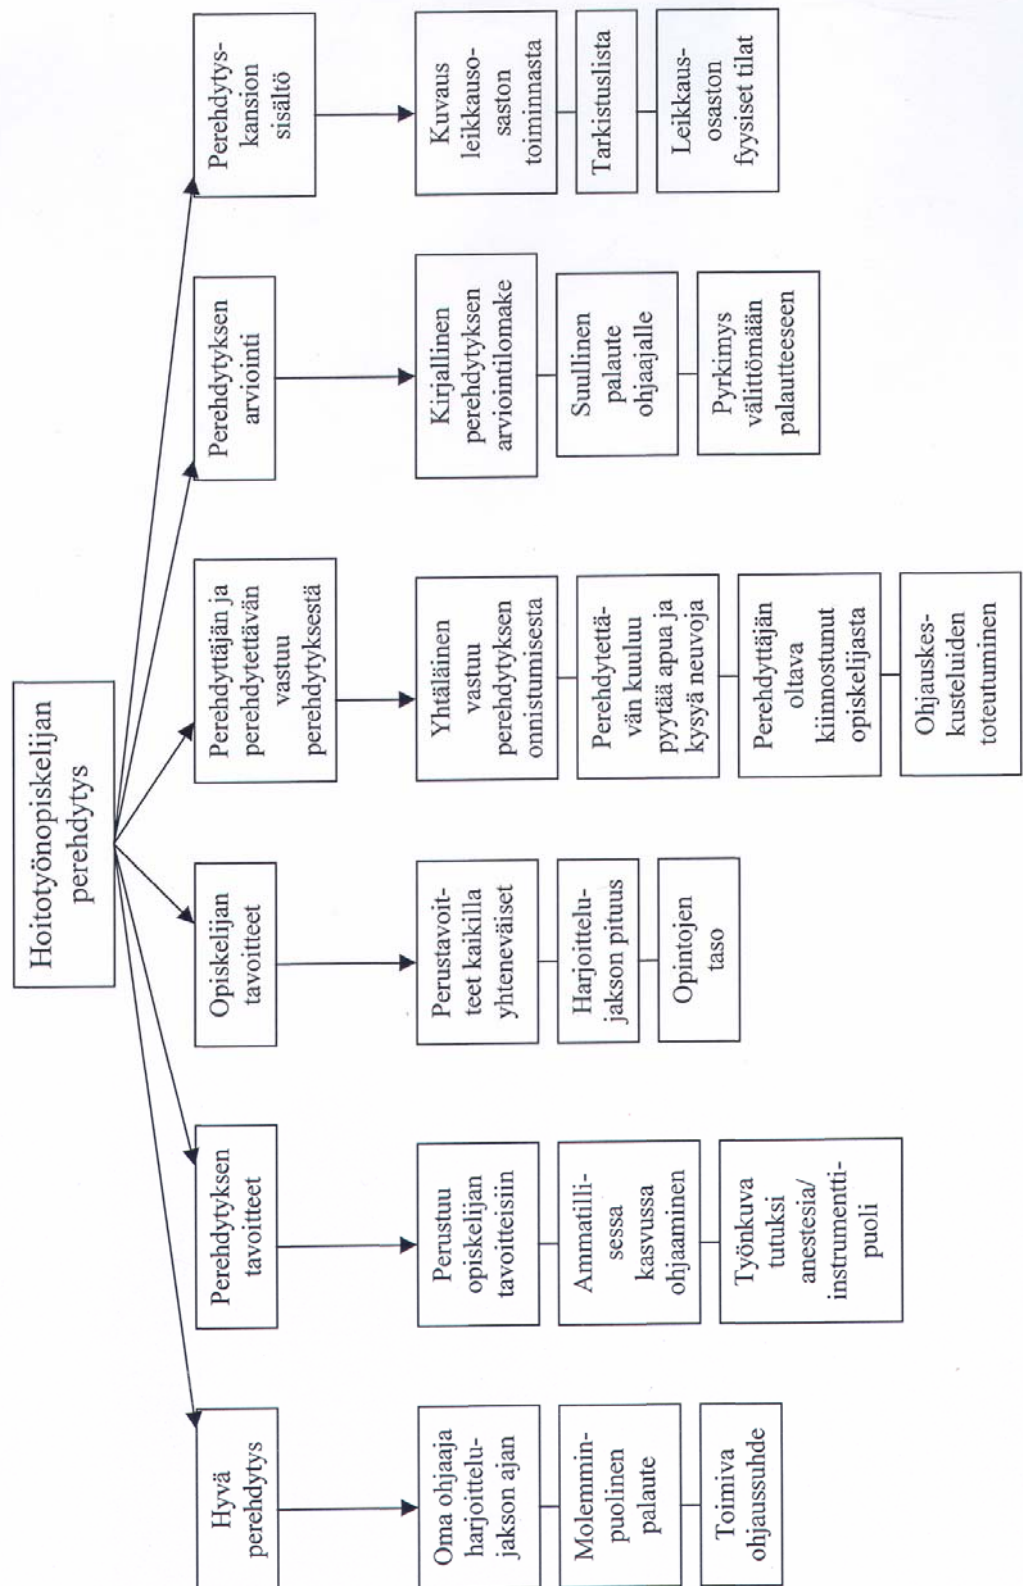 Hoitotyönopiskelijan
perehdytys
Hyvä
perehdytys
Oma ohjaaja
harjoittelu-
jakson ajan
Molemmin-
puolinen
palaute
Toimiva
ohjaussuhde
Perehdytyksen
tavoitteet
Perustuu
opiskelijan
tavoitteisiin
Ammatilli-
sessa
kasvussa
ohjaaminen
Työnkuva
tutuksi
anestesia/
instrumentti-
puoli
Opiskelijan
tavoitteet
Perustavoit-
teet kaikilla
yhteneväiset
Harjoittelu-
jakson pituus
Opintojen
taso
Perehdyttäjän ja
perehdytettävän
vastuu
perehdytyksestä
Yhtäläinen
vastuu
perehdytyksen
onnistumisesta
Perehdytettä-
vän kuuluu
pyytää apua ja
kysyä neuvoja
Perehdyttäjän
oltava
kiinnostunut
opiskelijasta
Ohjauskes-
kusteluiden
toteutuminen
Perehdytyksen
arviointi
Kirjallinen
perehdytyksen
arviointilomake
Suullinen
palaute
ohjaajalle
Pyrkimys
välittömään
palautteeseen
Perehdytys-
kansion
sisältö
Kuvaus
leikkauso-
saston
toiminnasta
Tarkistuslista
Leikkaus-
osaston
fyysiset tilat